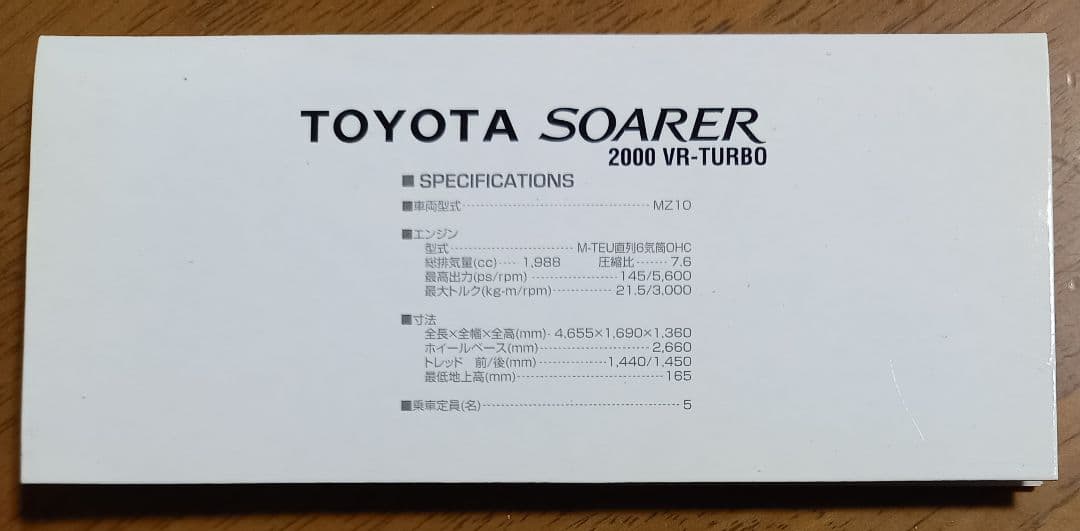 TOYOTA SOARER
2000 VR-TURBO
■ SPECIFICATIONS
■車両型式 MZ10
■エンジン
型式 M-TEU直列6気筒OHC
総排気量(cc) 1,988 圧縮比 7.6
最高出力(ps/rpm) 145/5,600
最大トルク(kg-m/rpm) 21.5/3,000
■寸法
全長×全幅×全高(mm) 4,655×1,690×1,360
ホイールベース(mm) 2,660
トレッド 前/後(mm) 1,440/1,450
最低地上高(mm) 165
■乗車定員(名) 5